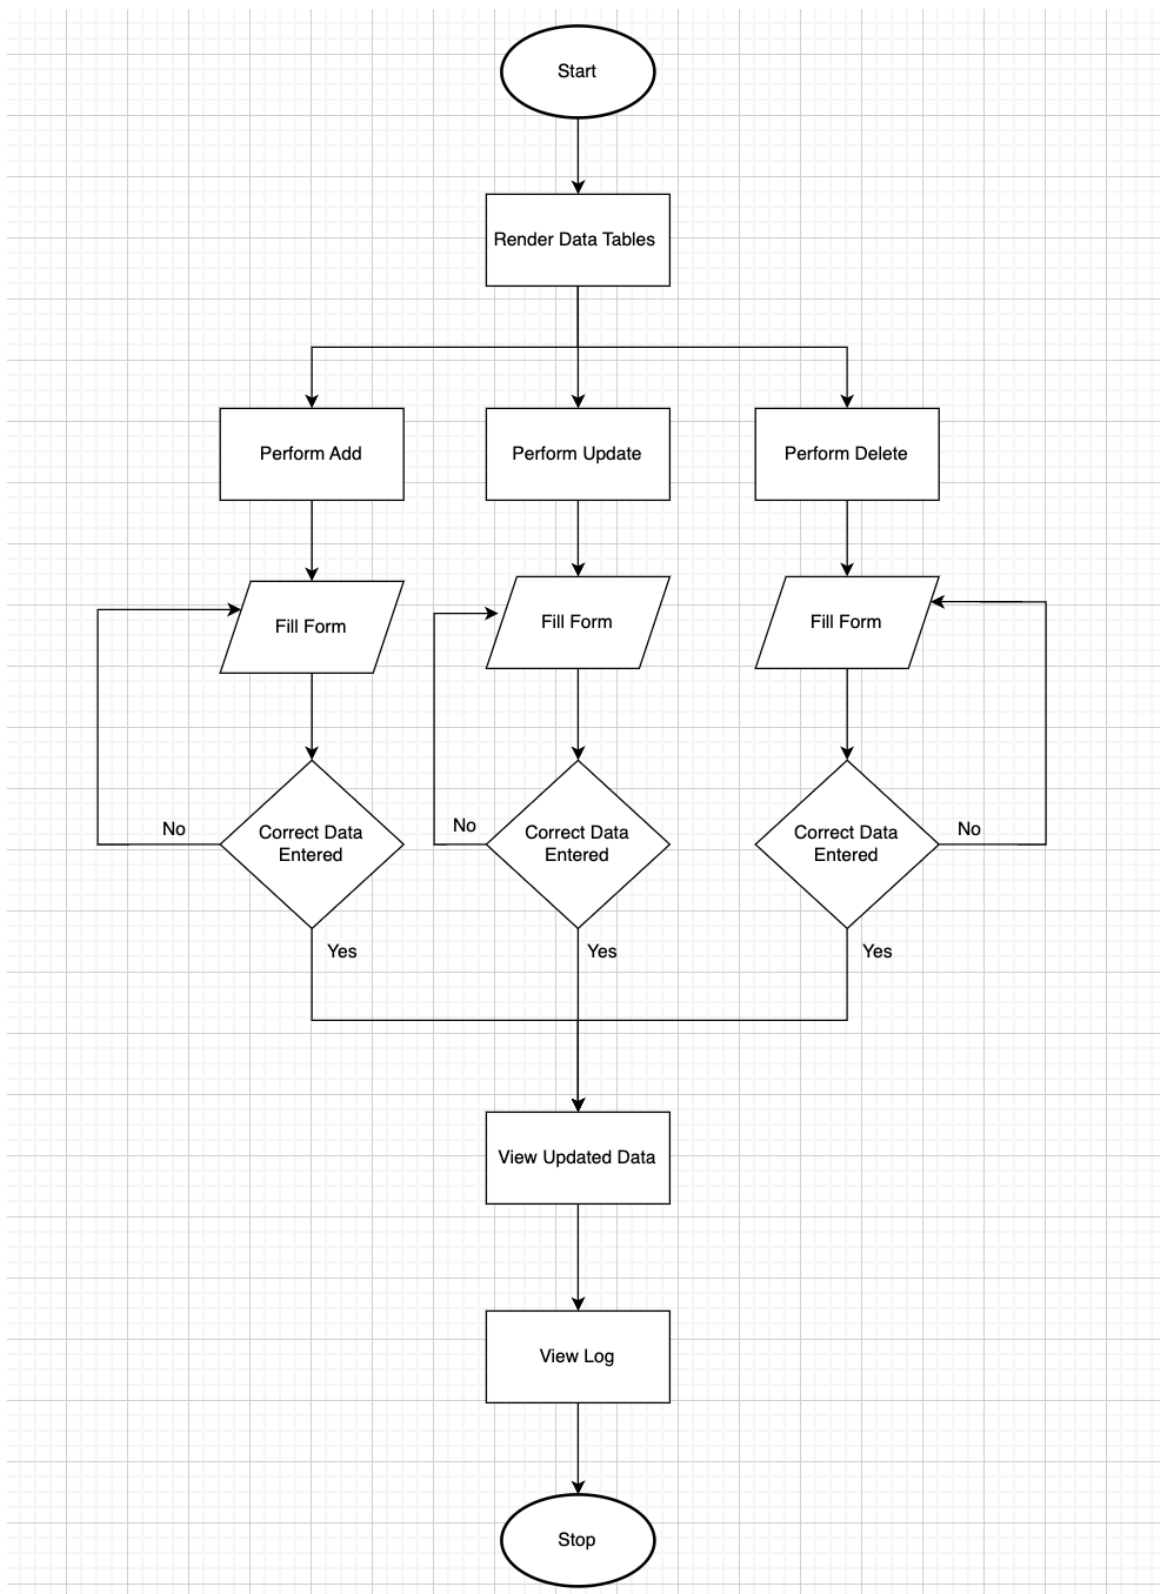 Start
Render Data Tables
Perform Add
Perform Update
Perform Delete
Fill Form
Fill Form
Fill Form
Correct Data
Entered
No
Yes
Correct Data
Entered
No
Yes
Correct Data
Entered
No
Yes
View Updated Data
View Log
Stop